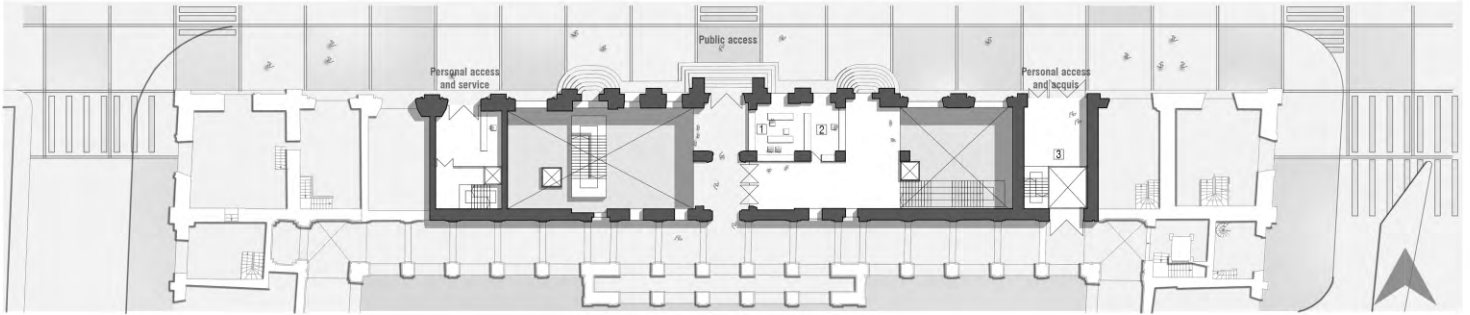 Public access
Personal access
and service
Personal access
and acquis
1
2
3